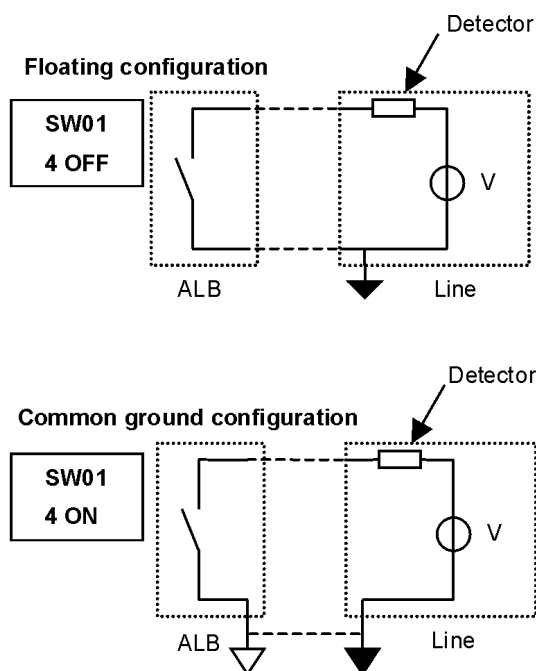 Detector
Floating configuration
SW01
4 OFF
V
ALB
Line
Detector
Common ground configuration
SW01
4 ON
V
ALB
Line